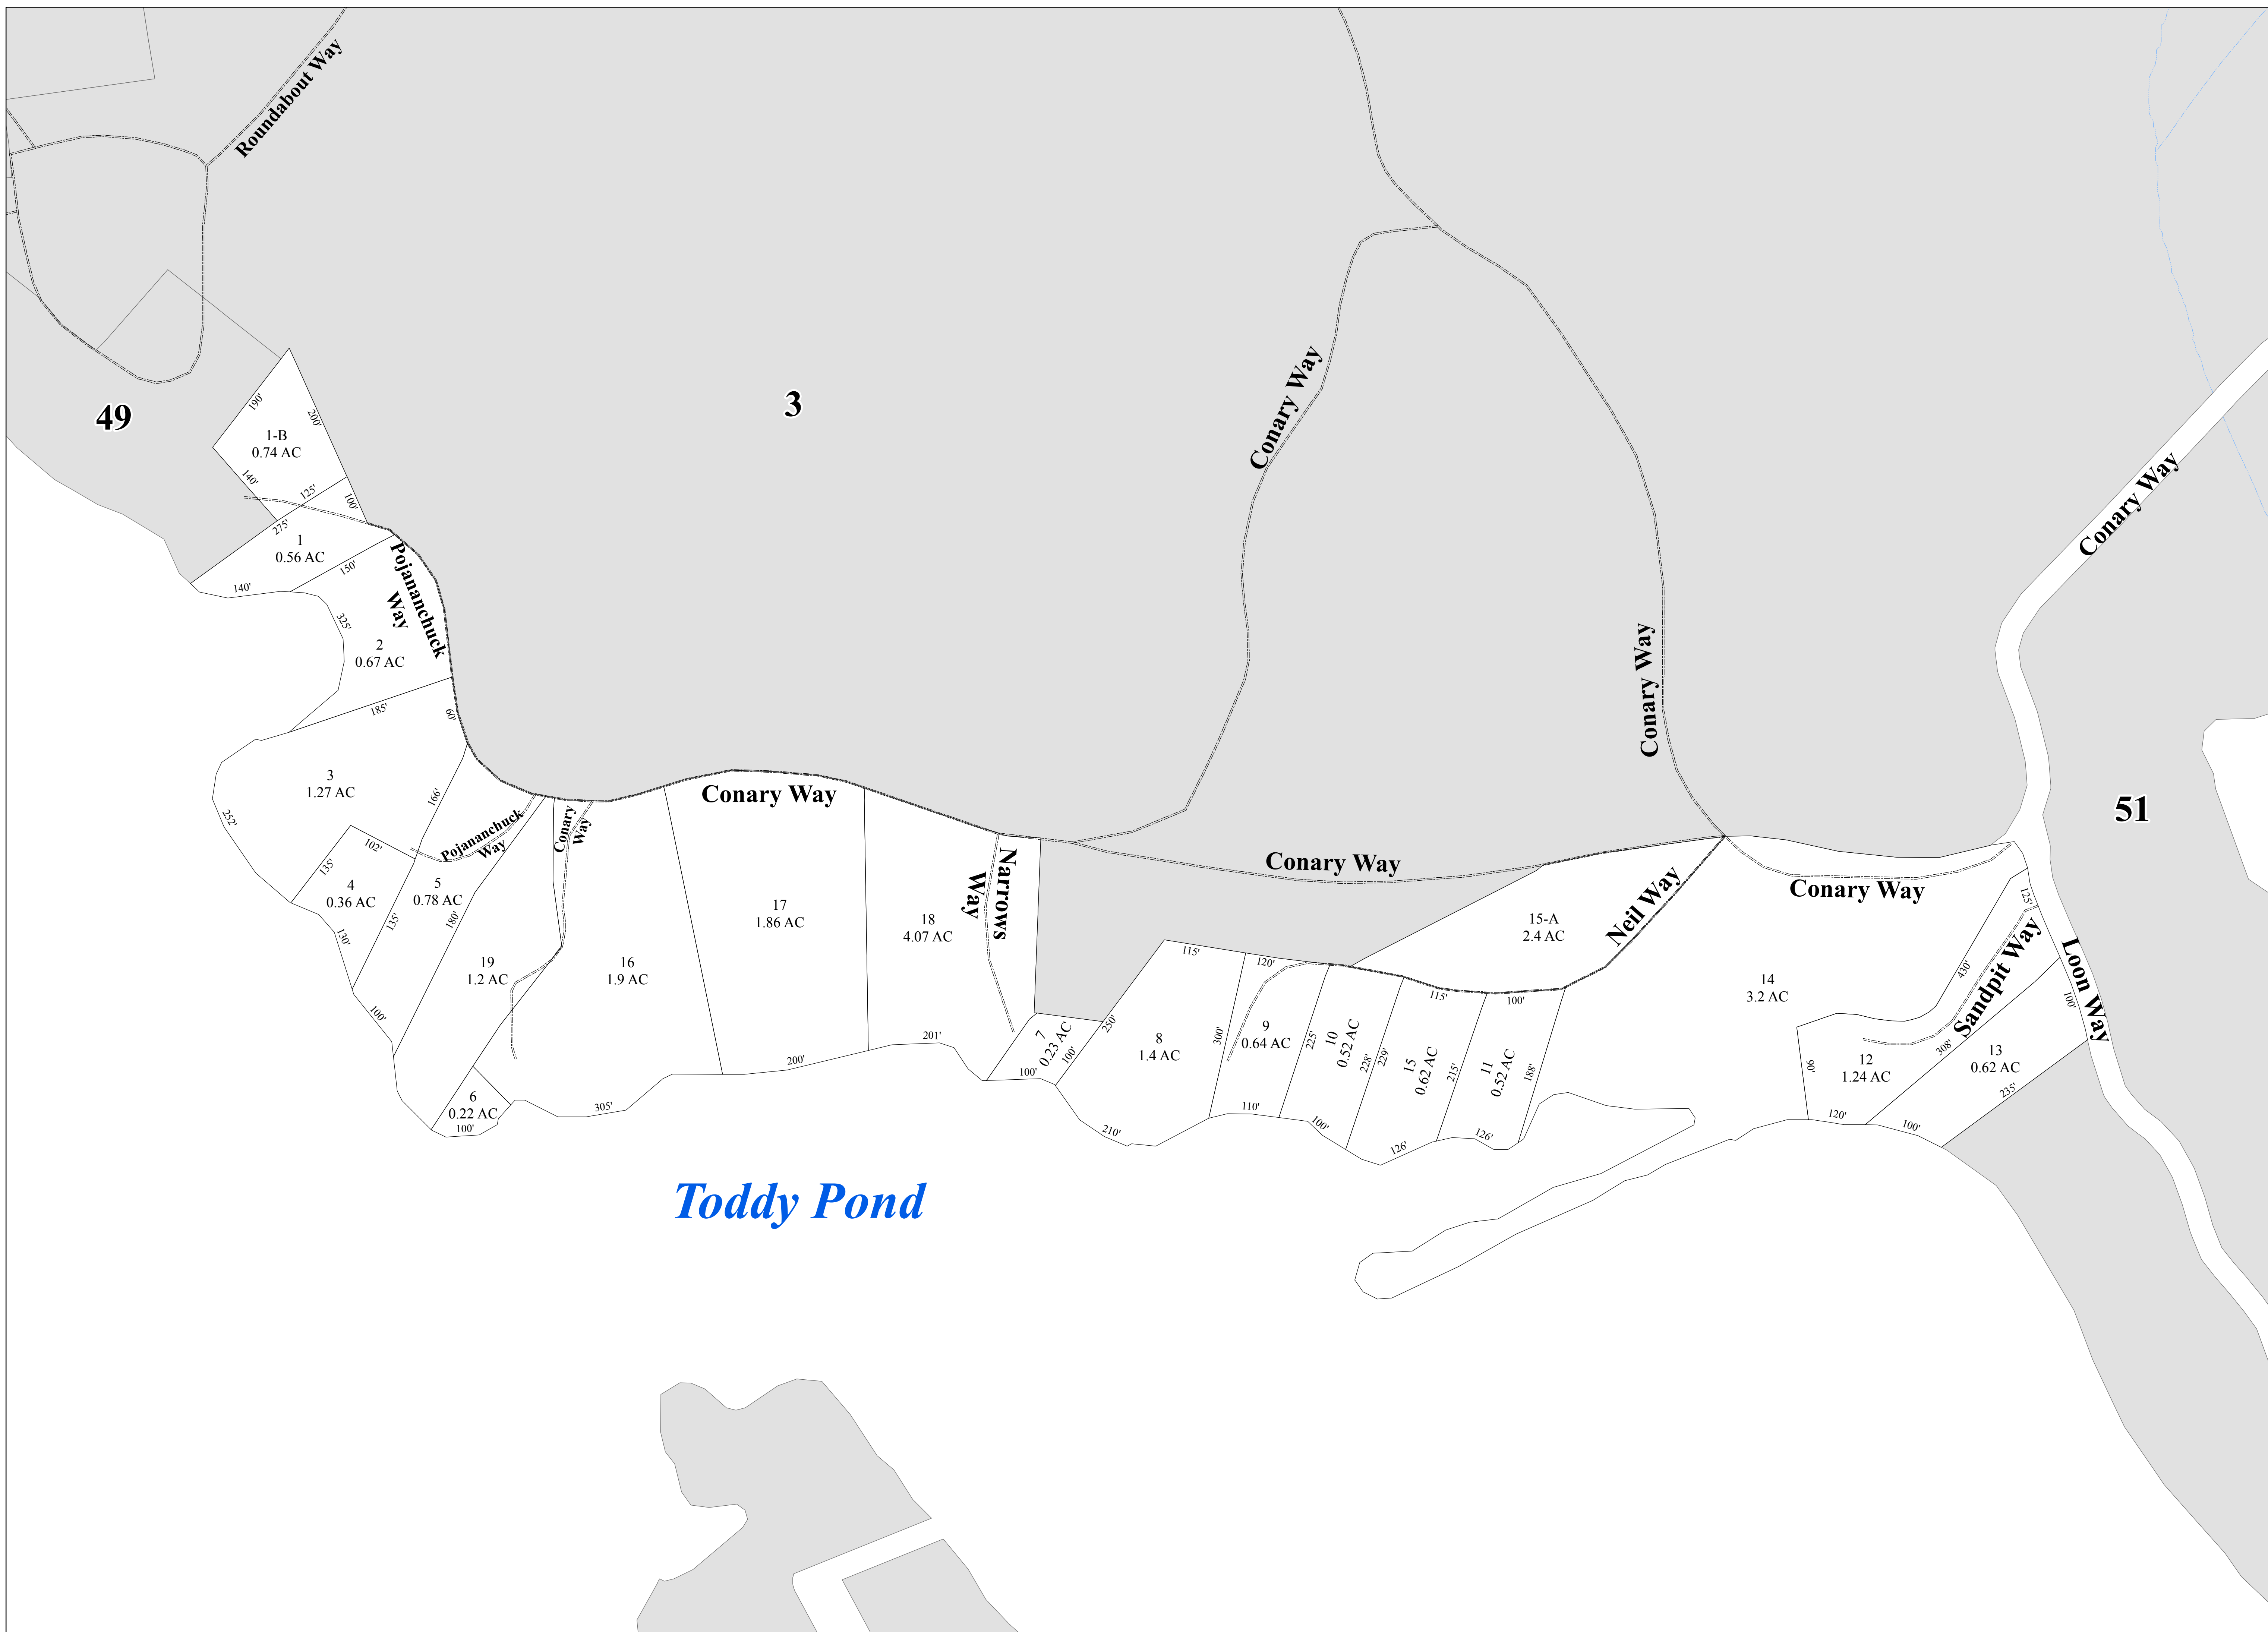 Roundabout Way
49
3
51
190'
200'
1-B
0.74 AC
140'
125'
100'
275'
1
0.56 AC
140'
150'
Pojananchuck
Way
325'
2
0.67 AC
185'
60'
3
1.27 AC
252'
166'
102'
135'
4
0.36 AC
130'
135'
Pojananchuck
Way
5
0.78 AC
180'
100'
Conary
Way
19
1.2 AC
6
0.22 AC
100'
16
1.9 AC
305'
Conary Way
17
1.86 AC
200'
18
4.07 AC
201'
Narrows
Way
7
0.23 AC
100'
100'
250'
Conary Way
Conary Way
Conary Way
Conary Way
115'
8
1.4 AC
210'
300'
120'
9
0.64 AC
110'
225'
10
0.52 AC
228'
100'
229'
15
0.62 AC
115'
126'
215'
11
0.52 AC
100'
188'
126'
15-A
2.4 AC
Neil Way
Conary Way
14
3.2 AC
430'
125'
Sandpit Way
Loon Way
90'
12
1.24 AC
120'
308'
13
0.62 AC
100'
235'
100'
Toddy Pond